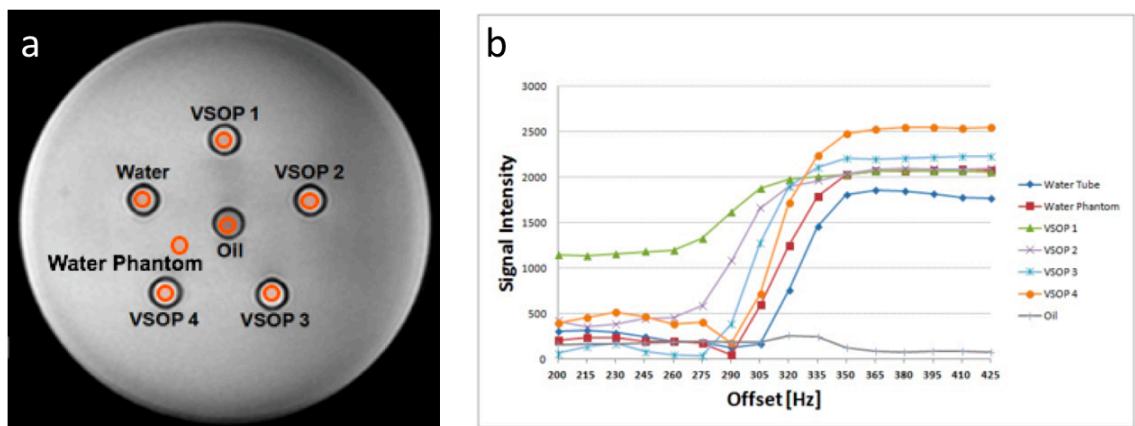 a
VSOP 1
Water
VSOP 2
Oil
Water Phantom
VSOP 4
VSOP 3
b
Signal Intensity
3000
2500
2000
1500
1000
500
0
200 215 230 245 260 275 290 305 320 335 350 365 380 395 410 425
Offset [Hz]
Water Tube
Water Phantom
VSOP 1
VSOP 2
VSOP 3
VSOP 4
Oil